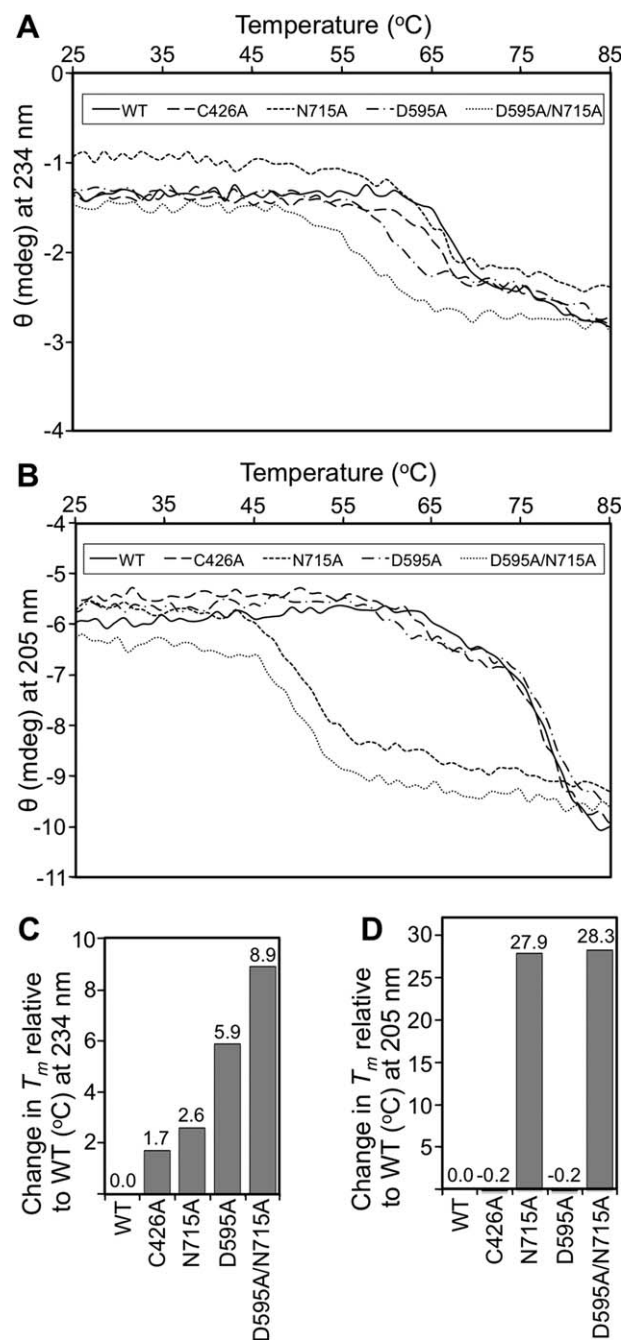 A
Temperature (ºC)
25 35 45 55 65 75 85
0
WT C426A N715A D595A D595A/N715A
-1
-2
-3
-4
θ (mdeg) at 234 nm
B
Temperature (ºC)
25 35 45 55 65 75 85
-4
WT C426A N715A D595A D595A/N715A
-5
-6
-7
-8
-9
-10
-11
θ (mdeg) at 205 nm
C
Change in Tm relative
to WT (ºC) at 234 nm
10
8
6
4
2
0.0 1.7 2.6 5.9 8.9
WT C426A N715A D595A D595A/N715A
D
Change in Tm relative
to WT (ºC) at 205 nm
30
25
20
15
10
5
0.0 -0.2 27.9 -0.2 28.3
WT C426A N715A D595A D595A/N715A